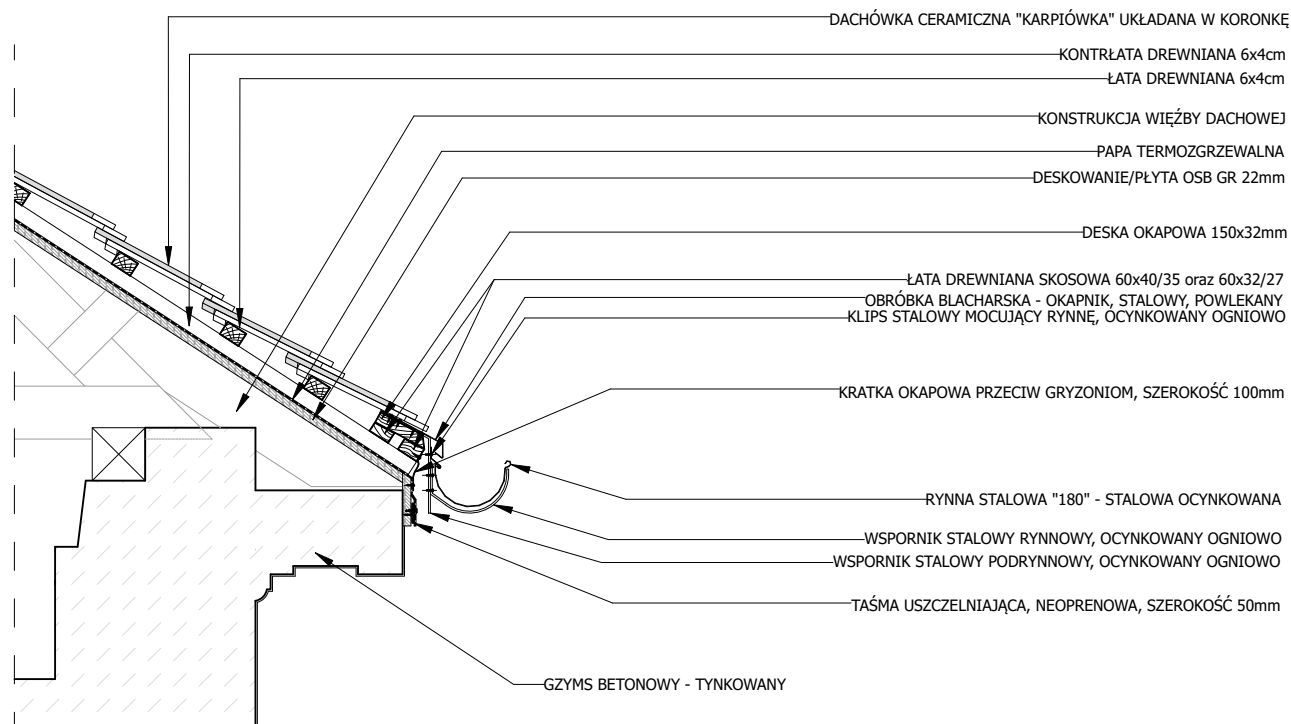 DACHÓWKA CERAMICZNA "KARPIÓWKA" UKŁADANA W KORONKĘ
KONTRŁATA DREWNIANA 6x4cm
ŁATA DREWNIANA 6x4cm
KONSTRUKCJA WIĘŹBY DACHOWEJ
PAPA TERMOZGRZEWALNA
DESKOWANIE/PŁYTA OSB GR 22mm
DESKA OKAPOWA 150x32mm
ŁATA DREWNIANA SKOSOWA 60x40/35 oraz 60x32/27
OBRÓBKA BLACHARSKA - OKAPNIK, STALOWY, POWLEKANY
KLIPS STALOWY MOCUJĄCY RYNNĘ, OCYNKOWANY OGNIOWO
KRATKA OKAPOWA PRZECIW GRYZONIOM, SZEROKOŚĆ 100mm
RYNNA STALOWA "180" - STALOWA OCYNKOWANA
WSPORNIK STALOWY RYNNOWY, OCYNKOWANY OGNIOWO
WSPORNIK STALOWY PODRYNNOWY, OCYNKOWANY OGNIOWO
TAŚMA USZCZELNIAJĄCA, NEOPRENOWA, SZEROKOŚĆ 50mm
GZYMS BETONOWY - TYNKOWANY